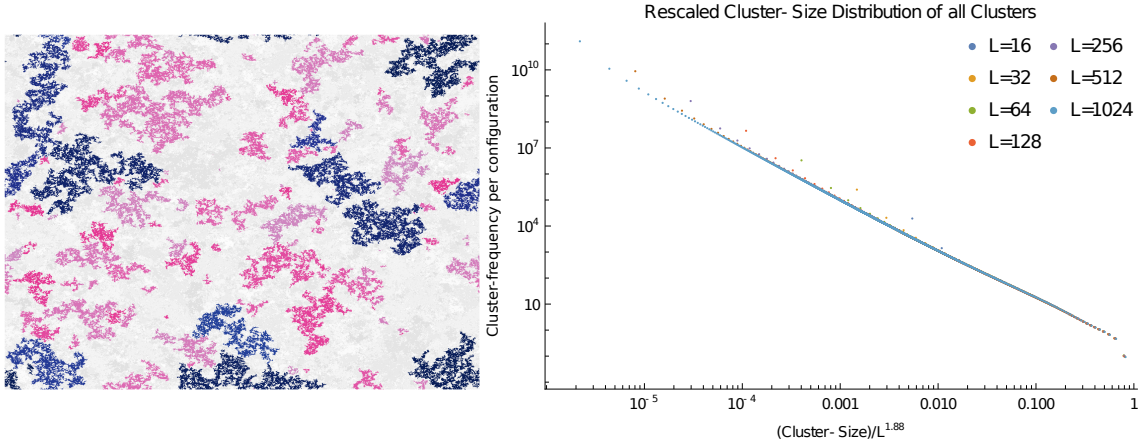 Rescaled Cluster- Size Distribution of all Clusters
L=16
L=256
L=32
L=512
L=64
L=1024
L=128
Cluster-frequency per configuration
10^10
10^7
10^4
10
10^-5
10^-4
0.001
0.010
0.100
1
(Cluster- Size)/L^1.88